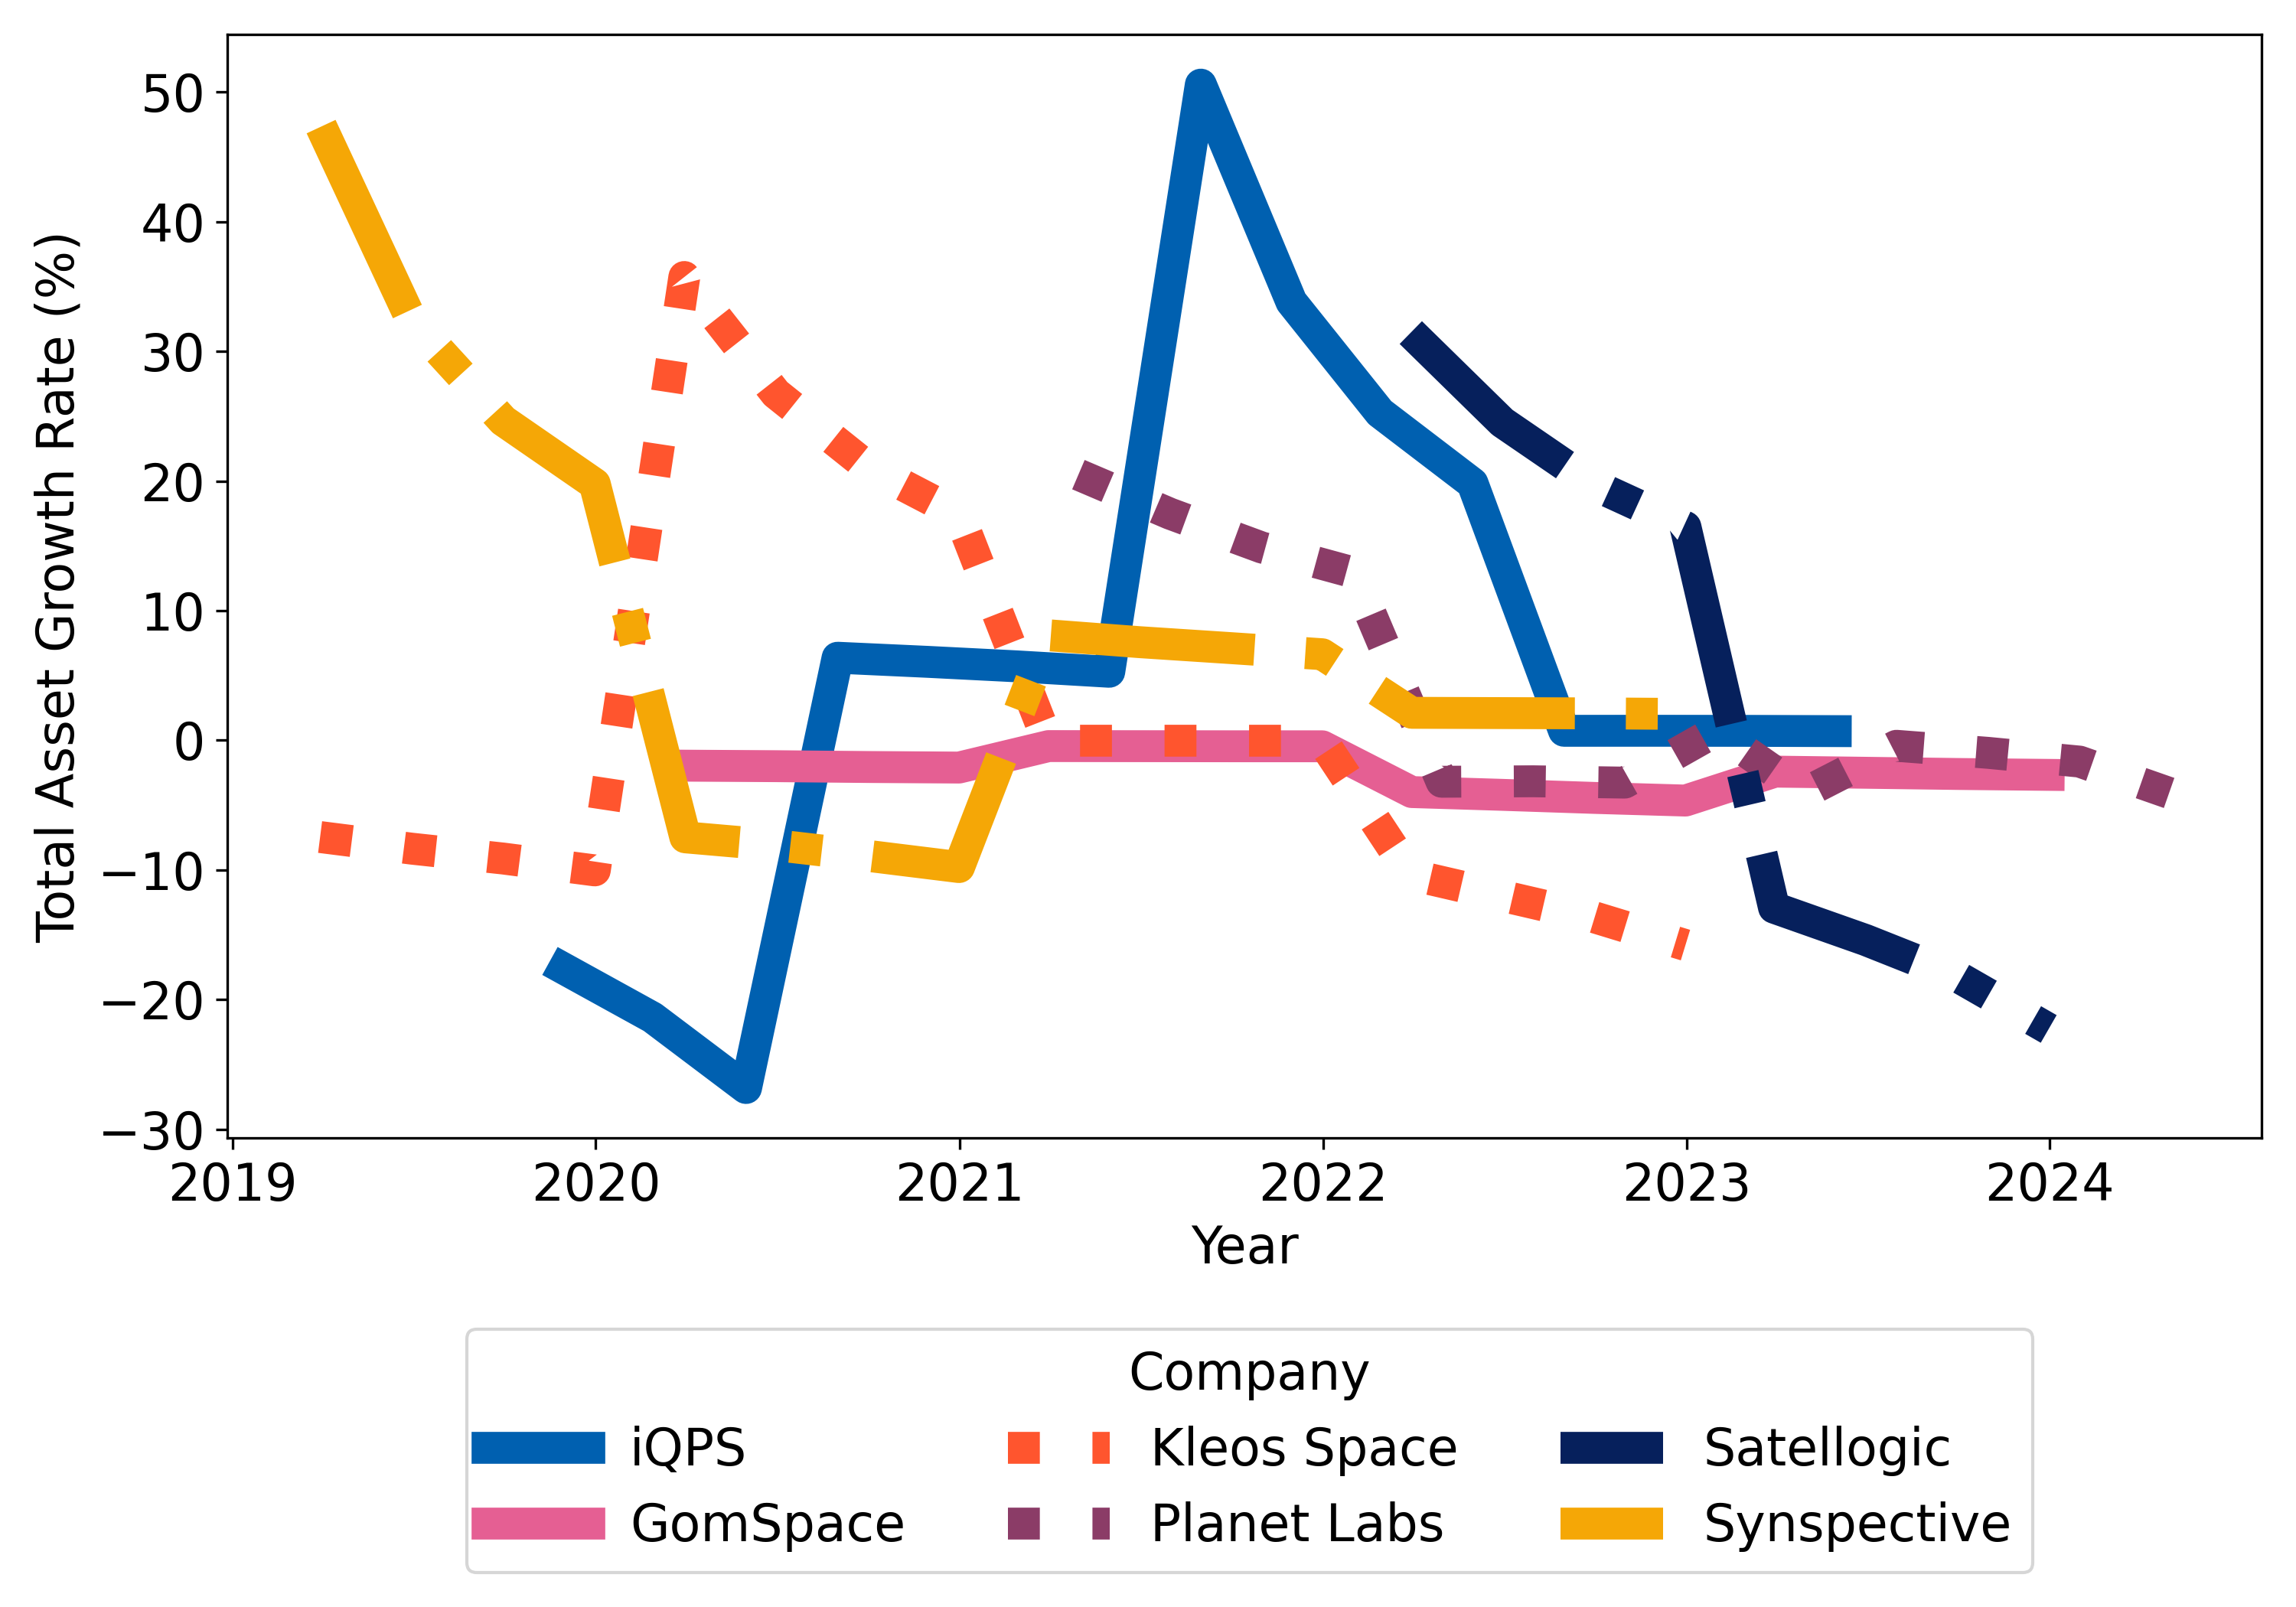 Total Asset Growth Rate (%)
50
40
30
20
10
0
−10
−20
−30
2019 2020 2021 2022 2023 2024
Year
Company
iQPS Kleos Space Satellogic
GomSpace Planet Labs Synspective